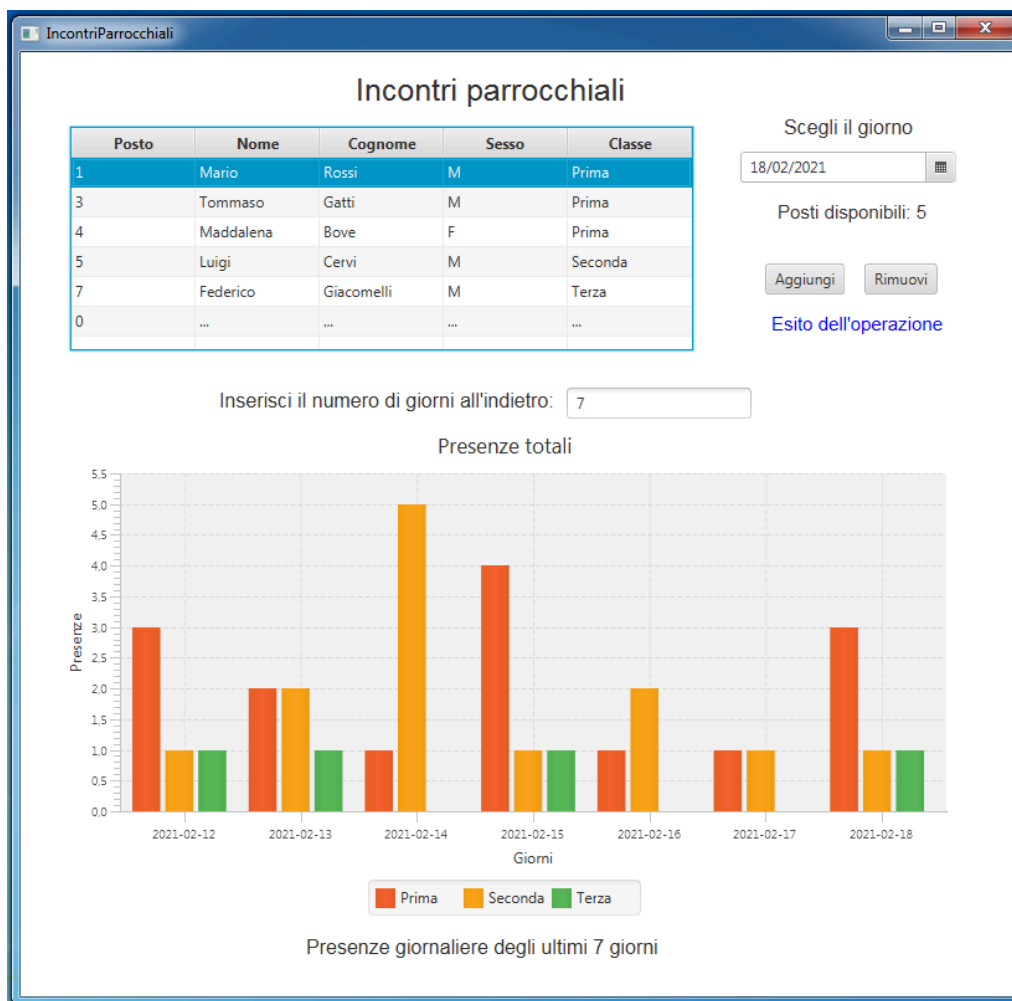 IncontriParrocchiali
Incontri parrocchiali
Posto Nome Cognome Sesso Classe
1 Mario Rossi M Prima
3 Tommaso Gatti M Prima
4 Maddalena Bove F Prima
5 Luigi Cervi M Seconda
7 Federico Giacomelli M Terza
0 ... ... ... ...
Scegli il giorno
18/02/2021
Posti disponibili: 5
Aggiungi Rimuovi
Esito dell'operazione
Inserisci il numero di giorni all'indietro: 7
Presenze totali
Presenze
5,5
5,0
4,5
4,0
3,5
3,0
2,5
2,0
1,5
1,0
0,5
0,0
2021-02-12 2021-02-13 2021-02-14 2021-02-15 2021-02-16 2021-02-17 2021-02-18
Giorni
Prima Seconda Terza
Presenze giornaliere degli ultimi 7 giorni